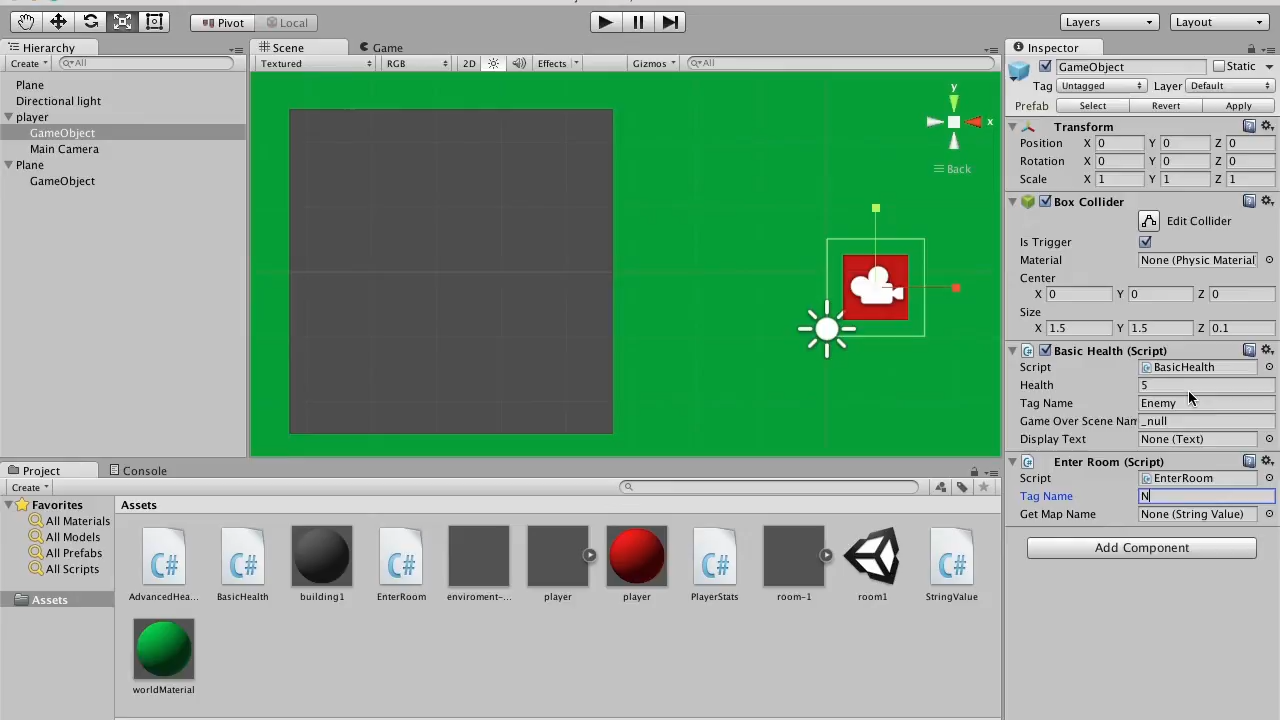 Pivot
Local
Layers
Layout
Hierarchy
Create
All
Plane
Directional light
player
GameObject
Main Camera
Plane
GameObject
Scene
Game
Textured
RGB
2D
Effects
Gizmos
All
y
x
Back
Inspector
GameObject
Static
Tag Untagged Layer Default
Prefab Select Revert Apply
Transform
Position X 0 Y 0 Z 0
Rotation X 0 Y 0 Z 0
Scale X 1 Y 1 Z 1
Box Collider
Edit Collider
Is Trigger
Material None (Physic Material
Center
X 0 Y 0 Z 0
Size
X 1.5 Y 1.5 Z 0.1
C# Basic Health (Script)
Script BasicHealth
Health 5
Tag Name Enemy
Game Over Scene Nam _null
Display Text None (Text)
C# Enter Room (Script)
Script EnterRoom
Tag Name N
Get Map Name None (String Value)
Add Component
Project
Console
Create
Favorites
All Materials
All Models
All Prefabs
All Scripts
Assets
Assets
C#
AdvancedHea...
C#
BasicHealth
building1
C#
EnterRoom
enviroment-...
player
player
C#
PlayerStats
room-1
room1
C#
StringValue
worldMaterial